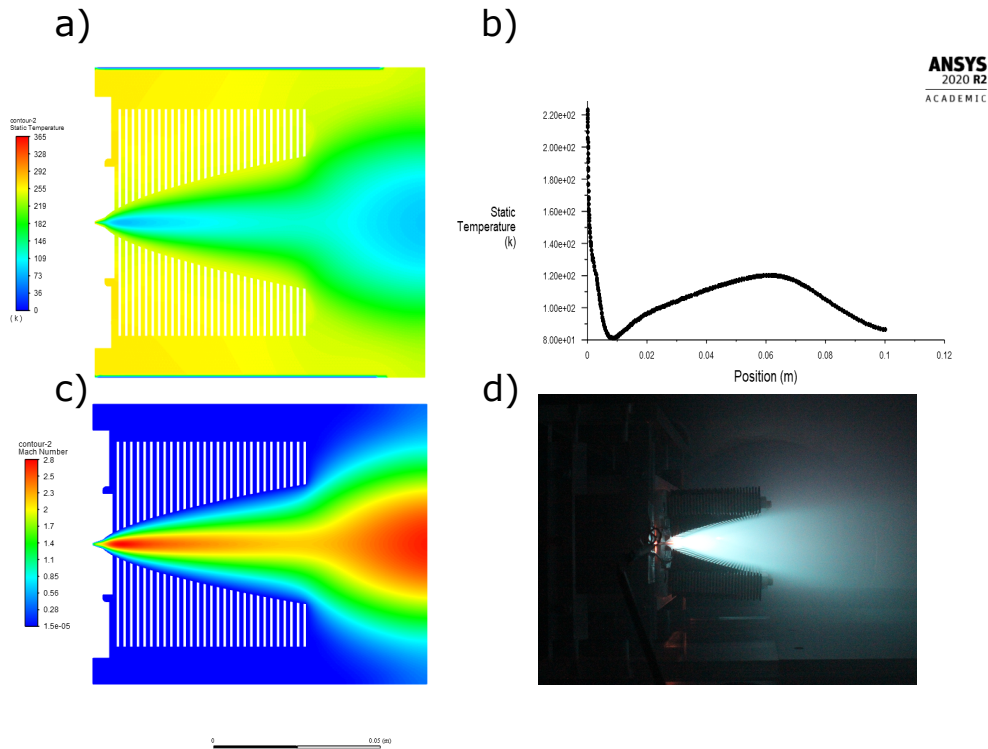 a)
contour-2
Static Temperature
365
328
292
255
219
182
146
109
73
36
0
( K )
b)
ANSYS
2020 R2
ACADEMIC
2.20e+02
2.00e+02
1.80e+02
1.60e+02
1.40e+02
1.20e+02
1.00e+02
8.00e+01
Static
Temperature
(k)
0
0.02
0.04
0.06
0.08
0.1
0.12
Position (m)
c)
contour-2
Mach Number
2.8
2.5
2.3
2
1.7
1.4
1.1
0.85
0.56
0.28
1.5e-05
d)
0
0.05 (m)